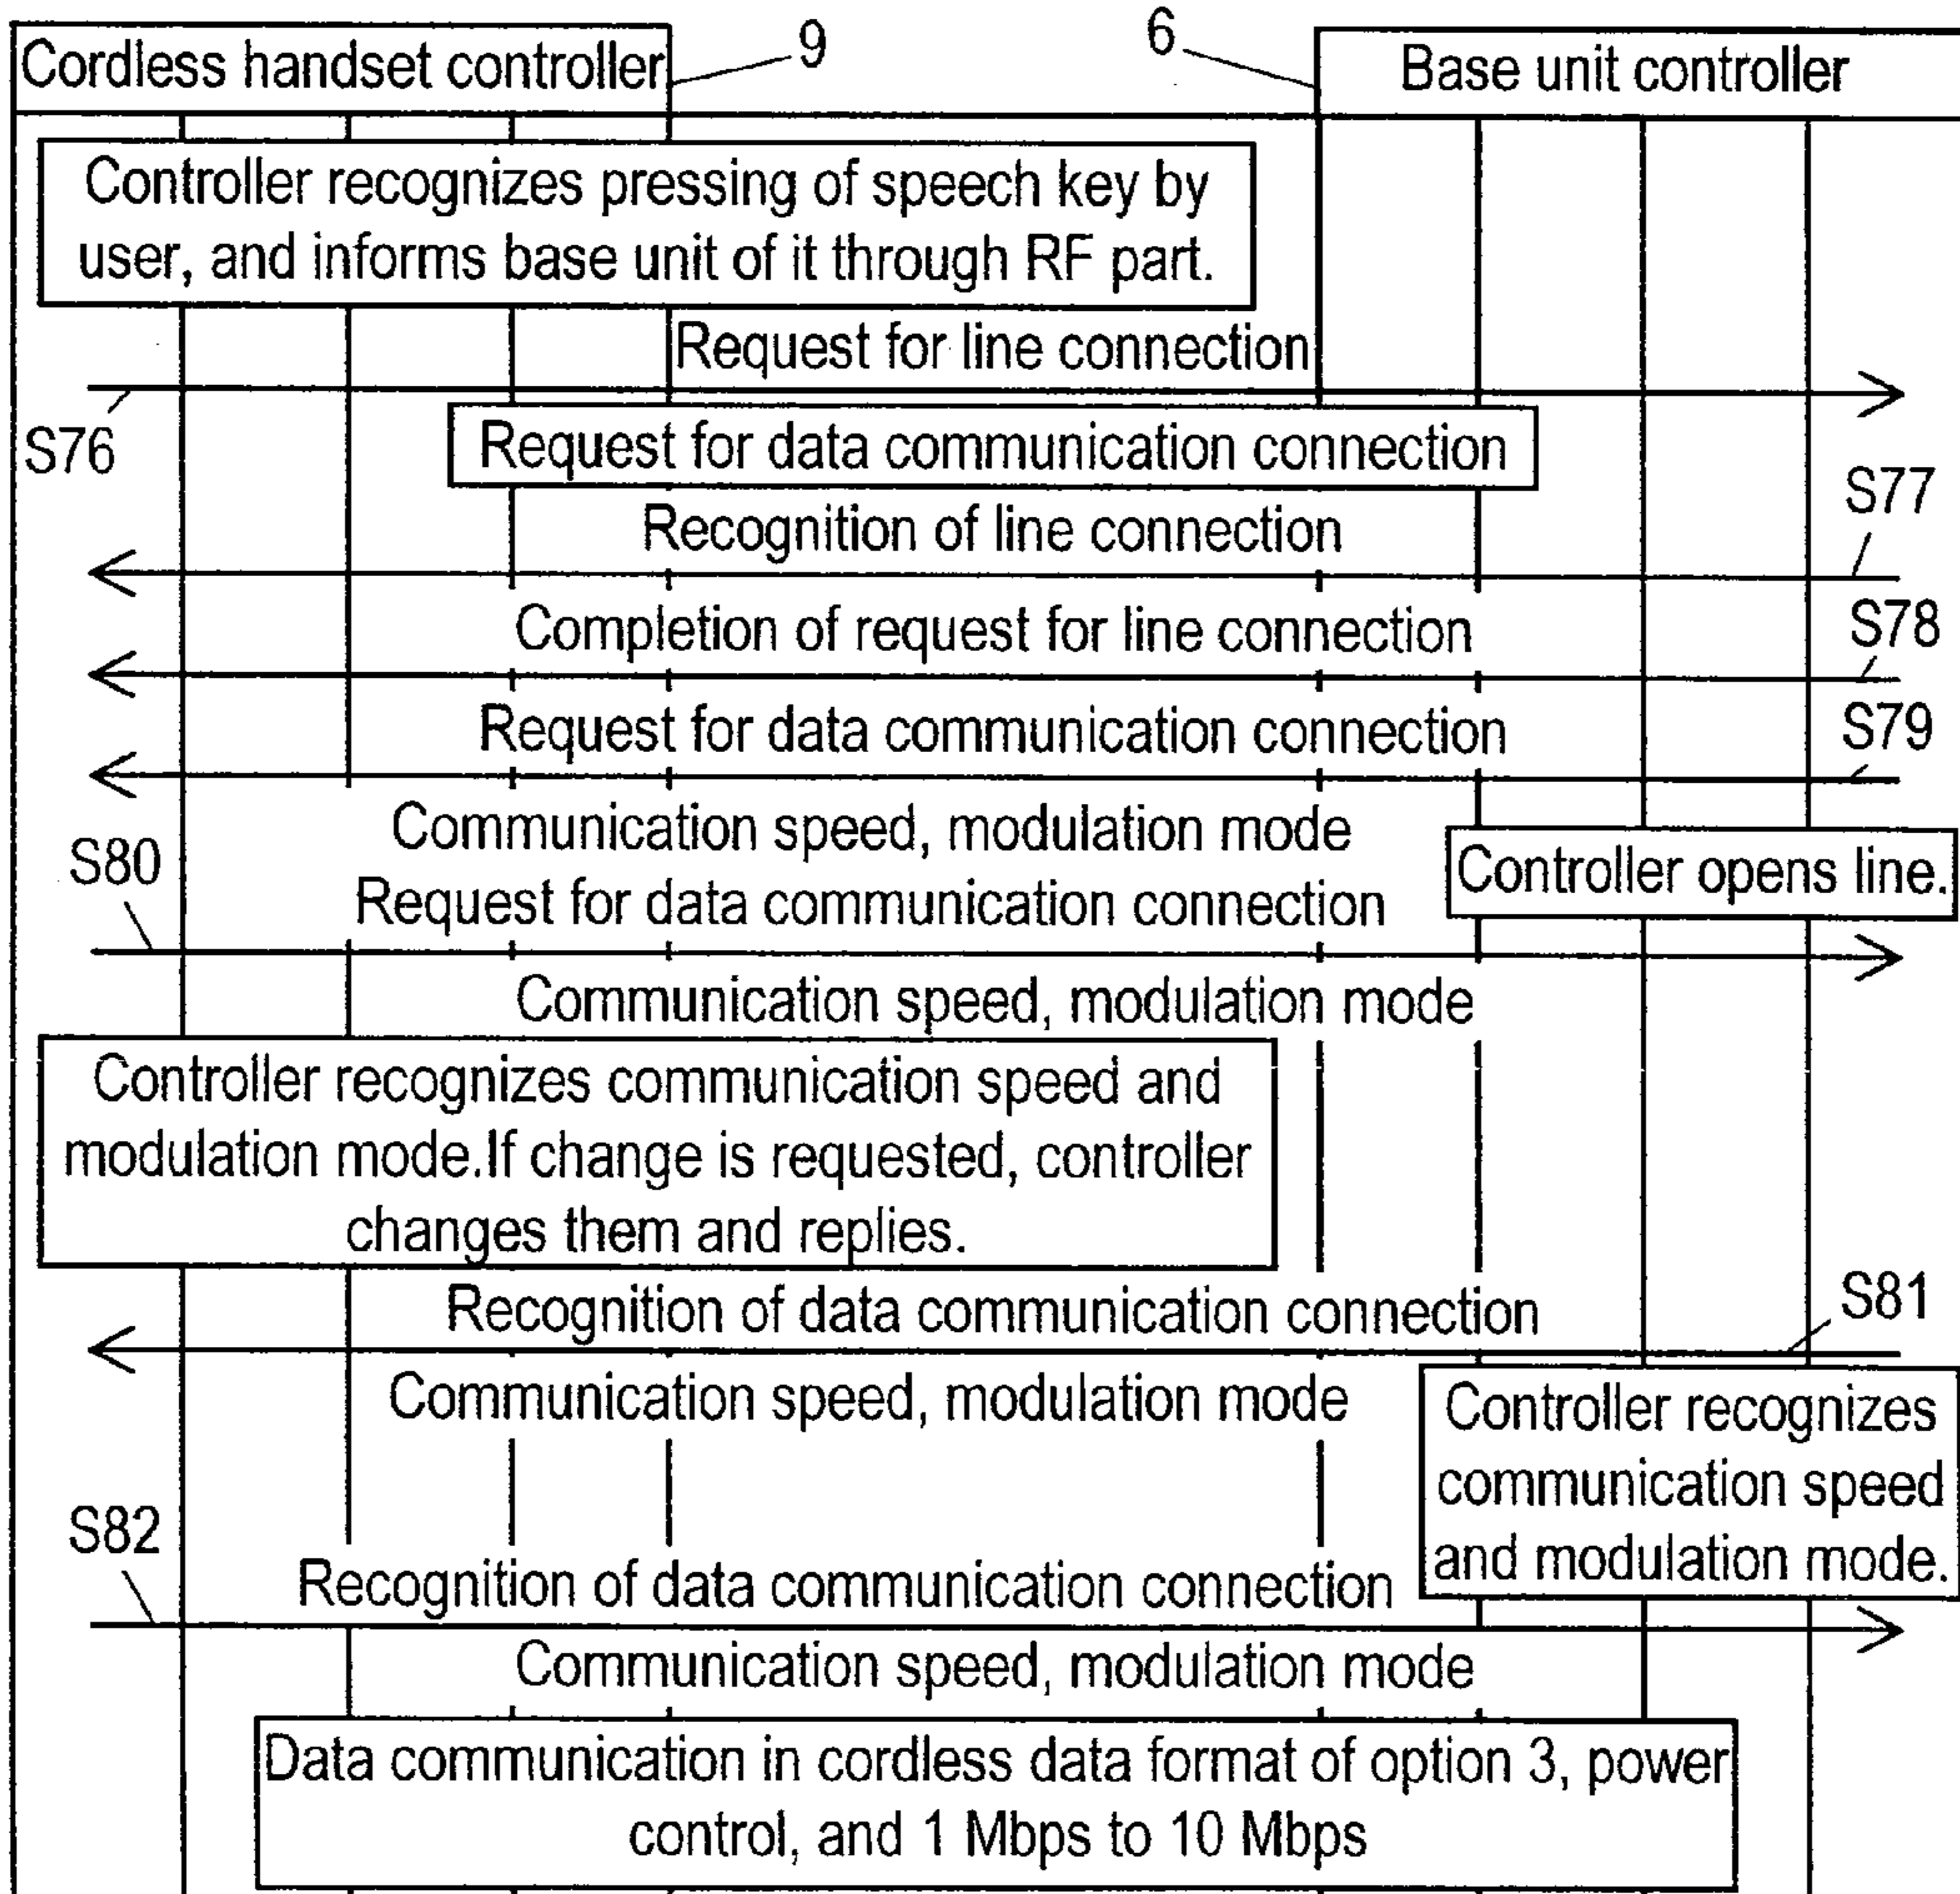 Cordless handset controller
9
6
Base unit controller
Controller recognizes pressing of speech key by
user, and informs base unit of it through RF part.
Request for line connection
S76
Request for data communication connection
S77
Recognition of line connection
S78
Completion of request for line connection
S79
Request for data communication connection
Communication speed, modulation mode
S80
Controller opens line.
Request for data communication connection
Communication speed, modulation mode
Controller recognizes communication speed and
modulation mode.If change is requested, controller
changes them and replies.
S81
Recognition of data communication connection
Communication speed, modulation mode
Controller recognizes
communication speed
and modulation mode.
S82
Recognition of data communication connection
Communication speed, modulation mode
Data communication in cordless data format of option 3, power
control, and 1 Mbps to 10 Mbps